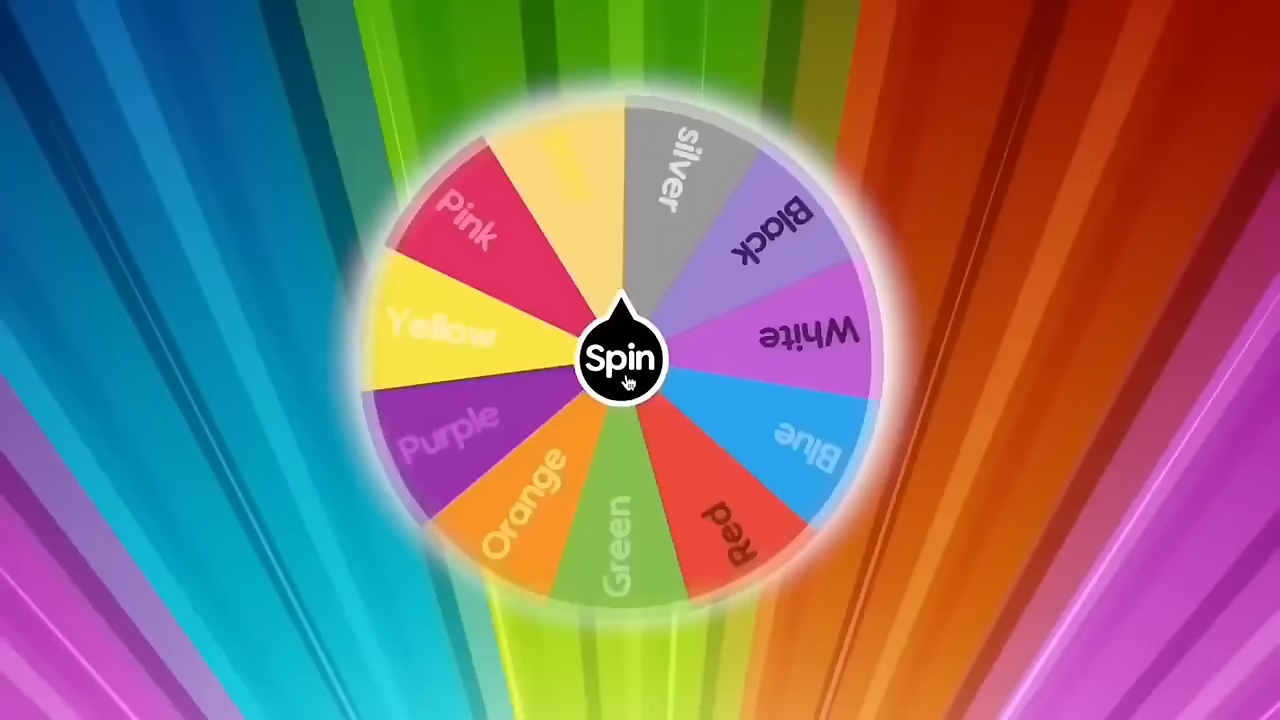 silver
Black
White
Blue
Red
Green
Orange
Purple
Yellow
Pink
Spin